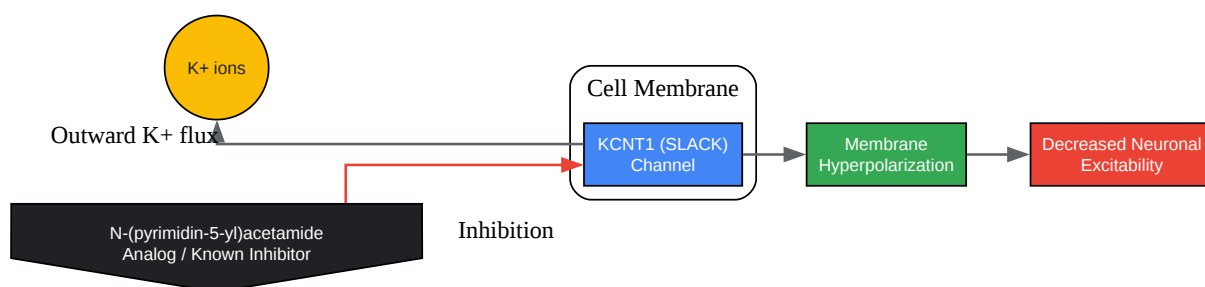 K+ ions
Outward K+ flux
Cell Membrane
KCNT1 (SLACK)
Channel
Membrane
Hyperpolarization
Decreased Neuronal
Excitability
N-(pyrimidin-5-yl)acetamide
Analog / Known Inhibitor
Inhibition